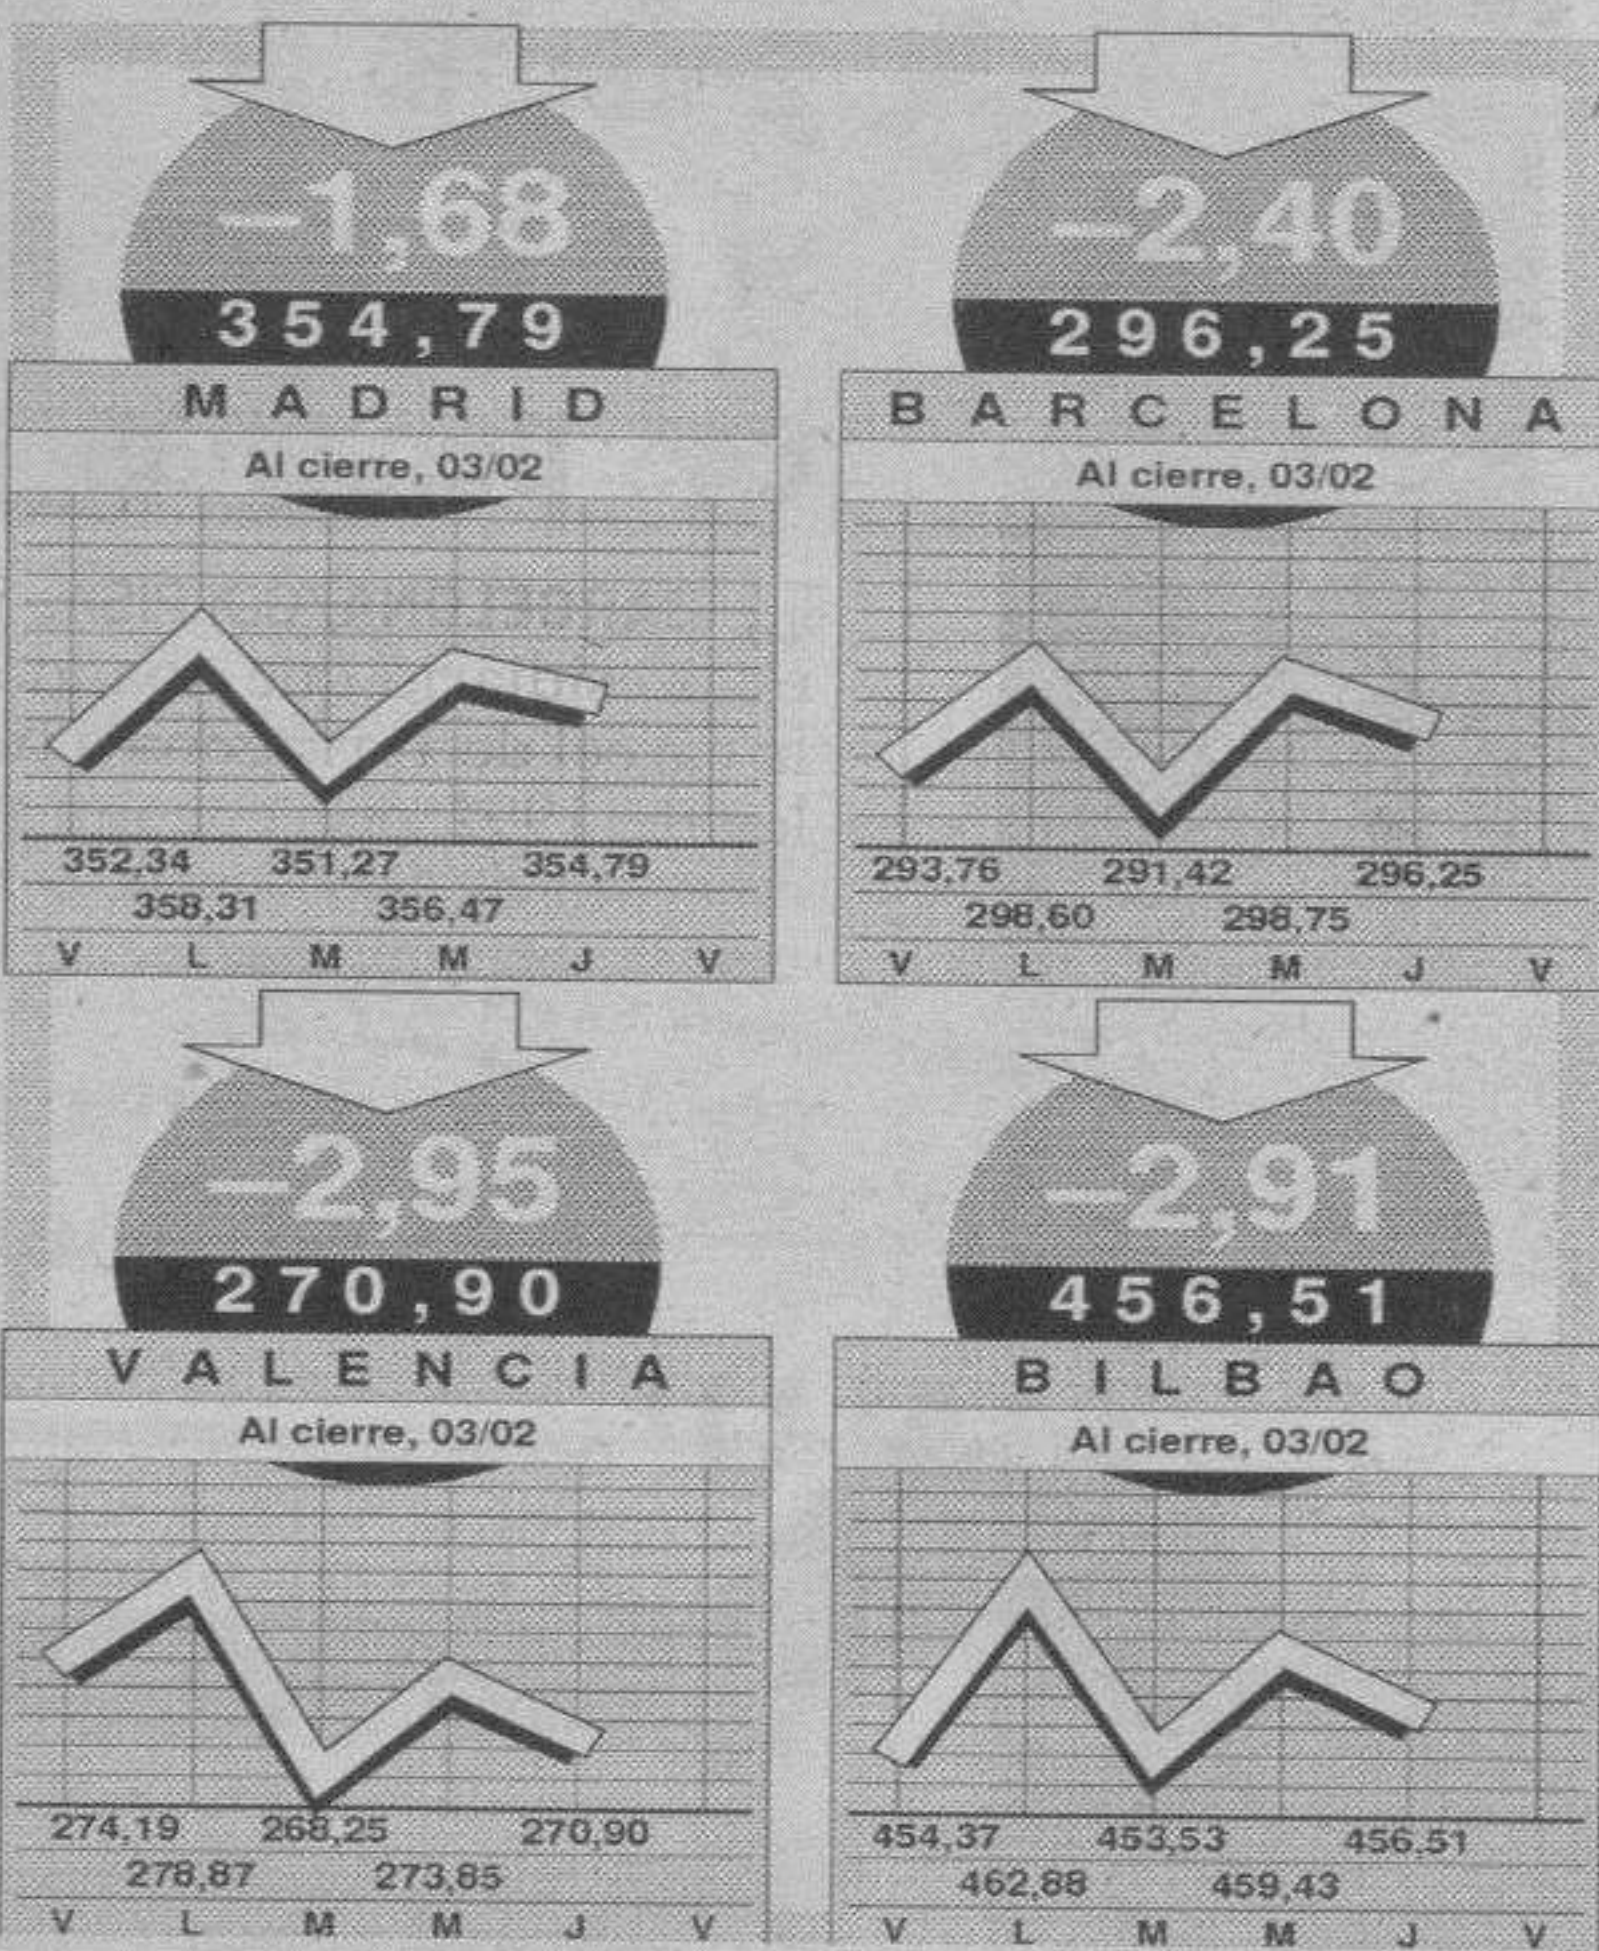 –1,68
354,79
MADRID
Al cierre, 03/02
352,34 351,27 354,79
358,31 356,47
V L M M J V
–2,40
296,25
BARCELONA
Al cierre, 03/02
293,76 291,42 296,25
298,60 298,75
V L M M J V
–2,95
270,90
VALENCIA
Al cierre, 03/02
274,19 268,25 270,90
278,87 273,85
V L M M J V
–2,91
456,51
BILBAO
Al cierre, 03/02
454,37 453,53 456,51
462,88 459,43
V L M M J V